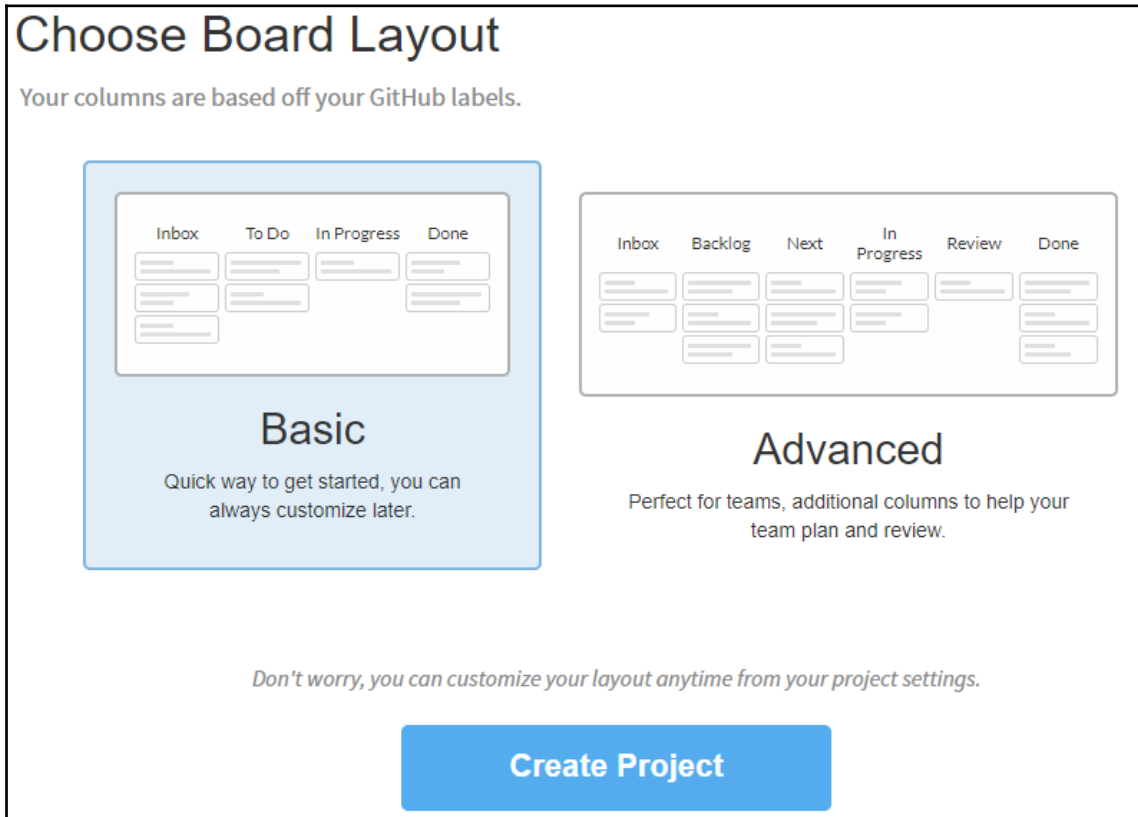 Choose Board Layout
Your columns are based off your GitHub labels.
Inbox To Do In Progress Done
Basic
Quick way to get started, you can
always customize later.
Inbox Backlog Next In Progress Review Done
Advanced
Perfect for teams, additional columns to help your
team plan and review.
Don't worry, you can customize your layout anytime from your project settings.
Create Project